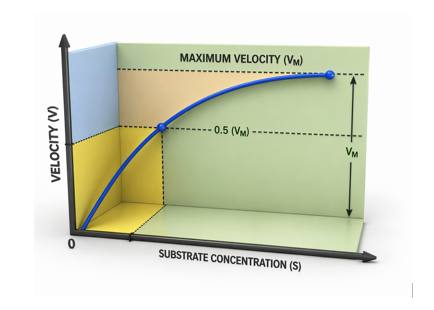 MAXIMUM VELOCITY (VM)
VELOCITY (V)
0.5 (VM)
VM
0
SUBSTRATE CONCENTRATION (S)